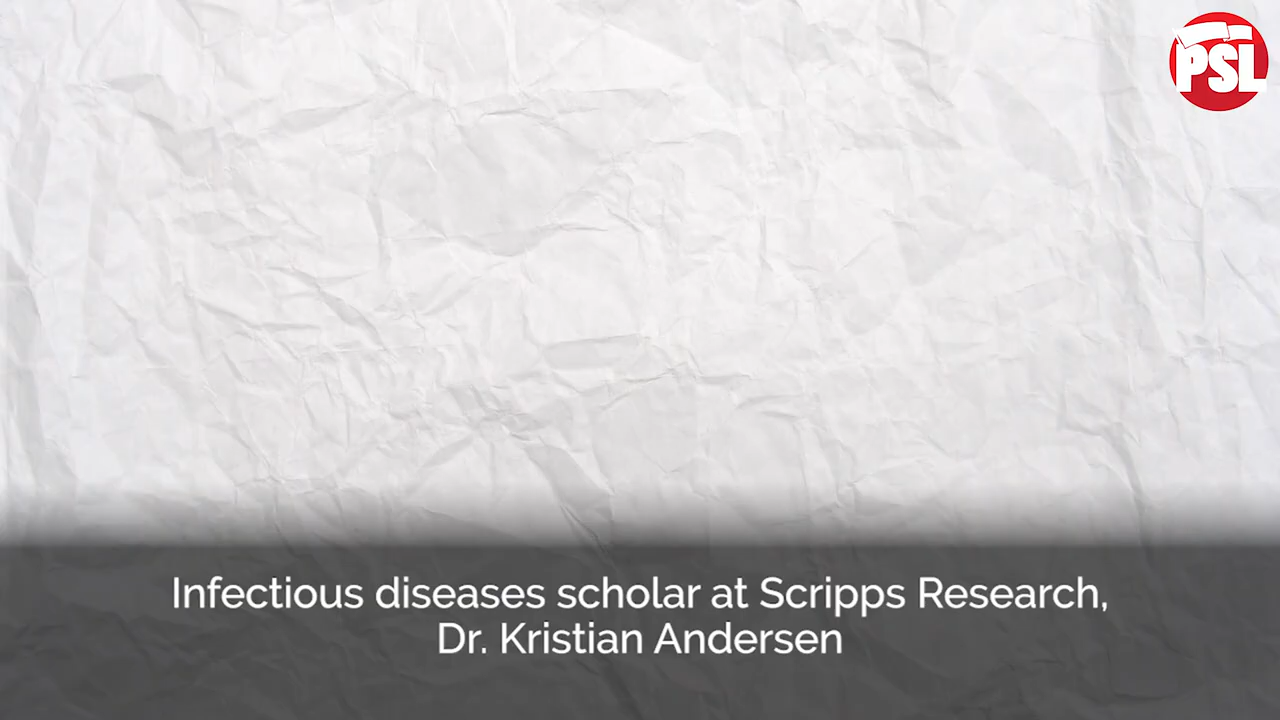 PSL
Infectious diseases scholar at Scripps Research,
Dr. Kristian Andersen